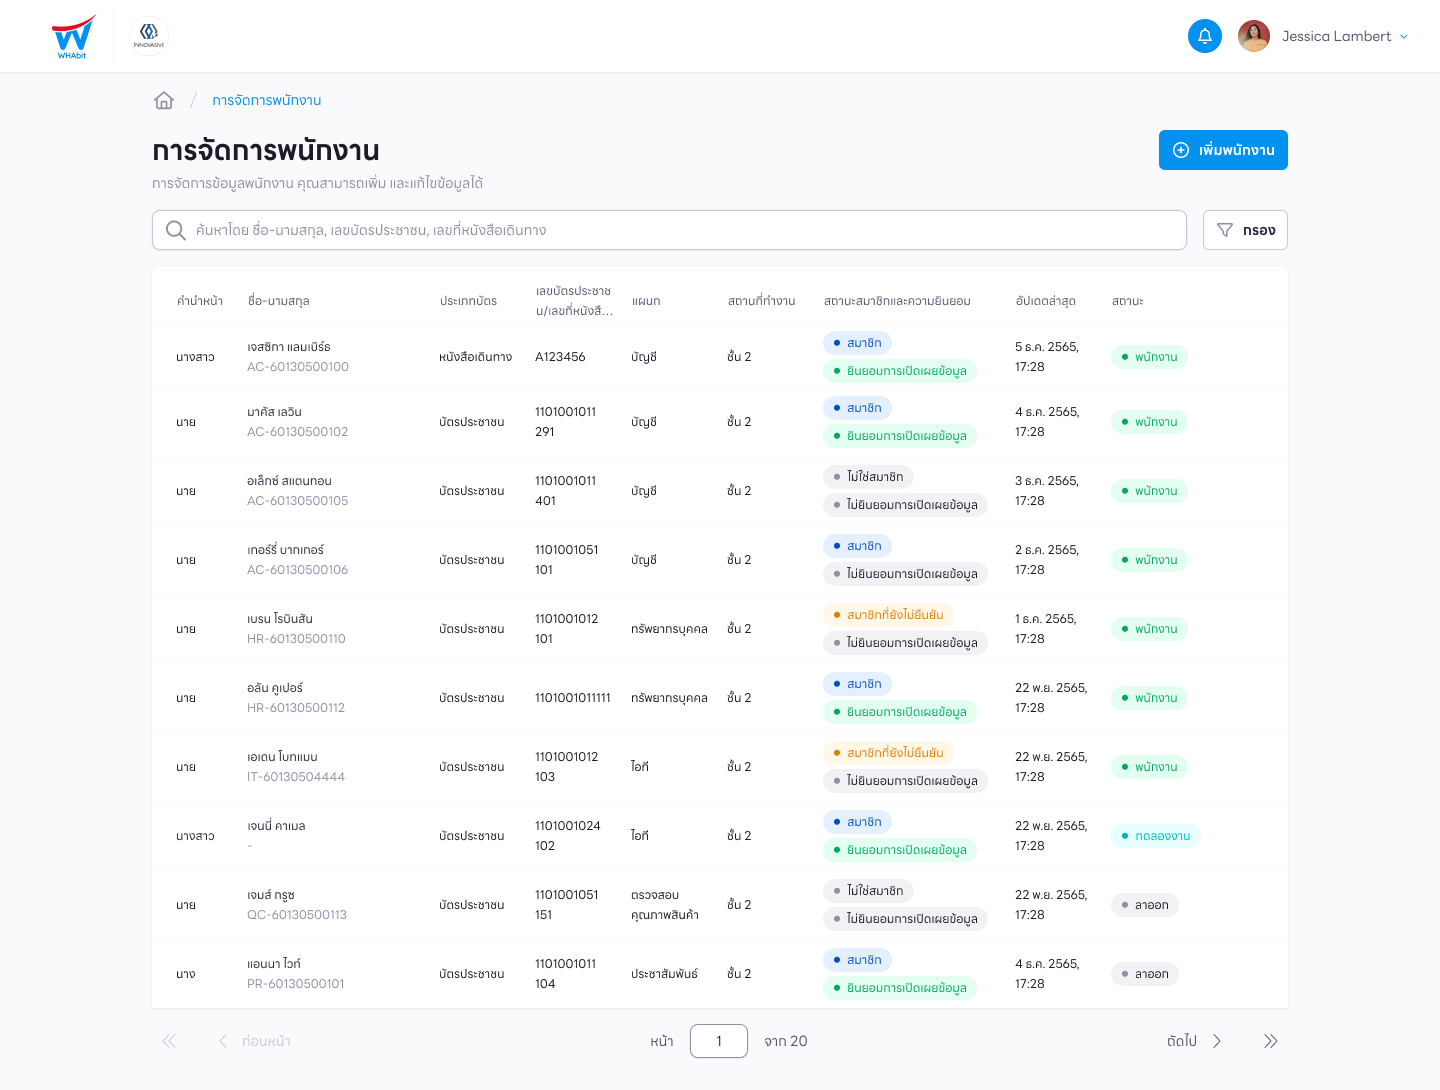 WHAbit
INNOVASIVE
Jessica Lambert
/
การจัดการพนักงาน
การจัดการพนักงาน
เพิ่มพนักงาน
การจัดการข้อมูลพนักงาน คุณสามารถเพิ่ม และแก้ไขข้อมูลได้
ค้นหาโดย ชื่อ-นามสกุล, เลขบัตรประชาชน, เลขที่หนังสือเดินทาง
กรอง
คำนำหน้า
ชื่อ-นามสกุล
ประเภทบัตร
เลขบัตรประชาช
น/เลขที่หนังสื...
แผนก
สถานที่ทำงาน
สถานะสมาชิกและความยินยอม
อัปเดตล่าสุด
สถานะ
นางสาว
เจสซิกา แลมเบิร์ธ
AC-60130500100
หนังสือเดินทาง
A123456
บัญชี
ชั้น 2
สมาชิก
ยินยอมการเปิดเผยข้อมูล
5 ธ.ค. 2565,
17:28
พนักงาน
นาย
มาคัส เลวิน
AC-60130500102
บัตรประชาชน
1101001011
291
บัญชี
ชั้น 2
สมาชิก
ยินยอมการเปิดเผยข้อมูล
4 ธ.ค. 2565,
17:28
พนักงาน
นาย
อเล็กซ์ สแตนทอน
AC-60130500105
บัตรประชาชน
1101001011
401
บัญชี
ชั้น 2
ไม่ใช่สมาชิก
ไม่ยินยอมการเปิดเผยข้อมูล
3 ธ.ค. 2565,
17:28
พนักงาน
นาย
เทอร์รี่ บากเกอร์
AC-60130500106
บัตรประชาชน
1101001051
101
บัญชี
ชั้น 2
สมาชิก
ไม่ยินยอมการเปิดเผยข้อมูล
2 ธ.ค. 2565,
17:28
พนักงาน
นาย
เบรน โรบินสัน
HR-60130500110
บัตรประชาชน
1101001012
101
ทรัพยากรบุคคล
ชั้น 2
สมาชิกที่ยังไม่ยืนยัน
ไม่ยินยอมการเปิดเผยข้อมูล
1 ธ.ค. 2565,
17:28
พนักงาน
นาย
อลัน คูเปอร์
HR-60130500112
บัตรประชาชน
1101001011111
ทรัพยากรบุคคล
ชั้น 2
สมาชิก
ยินยอมการเปิดเผยข้อมูล
22 พ.ย. 2565,
17:28
พนักงาน
นาย
เอเดน โบทแมน
IT-60130504444
บัตรประชาชน
1101001012
103
ไอที
ชั้น 2
สมาชิกที่ยังไม่ยืนยัน
ไม่ยินยอมการเปิดเผยข้อมูล
22 พ.ย. 2565,
17:28
พนักงาน
นางสาว
เจนนี่ คาเมล
-
บัตรประชาชน
1101001024
102
ไอที
ชั้น 2
สมาชิก
ยินยอมการเปิดเผยข้อมูล
22 พ.ย. 2565,
17:28
ทดลองงาน
นาย
เจมส์ กรูซ
QC-60130500113
บัตรประชาชน
1101001051
151
ตรวจสอบ
คุณภาพสินค้า
ชั้น 2
ไม่ใช่สมาชิก
ไม่ยินยอมการเปิดเผยข้อมูล
22 พ.ย. 2565,
17:28
ลาออก
นาง
แอนนา ไวท์
PR-60130500101
บัตรประชาชน
1101001011
104
ประชาสัมพันธ์
ชั้น 2
สมาชิก
ยินยอมการเปิดเผยข้อมูล
4 ธ.ค. 2565,
17:28
ลาออก
ก่อนหน้า
หน้า
1
จาก 20
ถัดไป